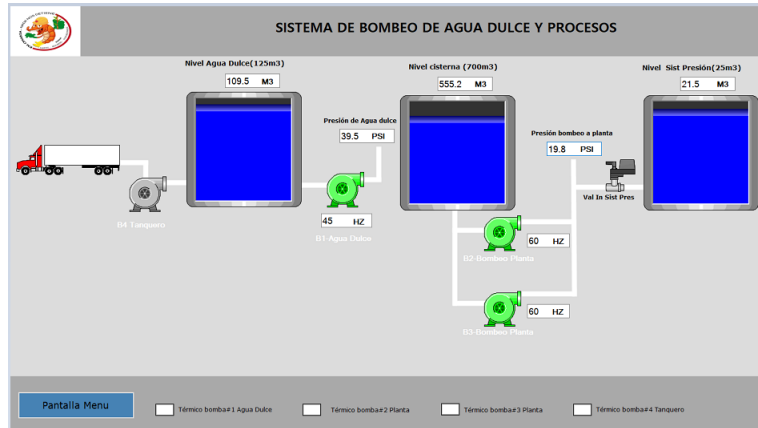 SISTEMA DE BOMBEO DE AGUA DULCE Y PROCESOS
Nivel Agua Dulce(125m3)
109.5 M3
Nivel cisterna (700m3)
555.2 M3
Nivel Sist Presión(25m3)
21.5 M3
Presión de Agua dulce
39.5 PSI
Presión bombeo a planta
19.8 PSI
Val In Sist Pres
B4 Tanquero
45 HZ
B1-Agua Dulce
60 HZ
B2-Bombeo Planta
60 HZ
B3-Bombeo Planta
Pantalla Menu
Térmico bomba#1 Agua Dulce
Térmico bomba#2 Planta
Térmico bomba#3 Planta
Térmico bomba#4 Tanquero